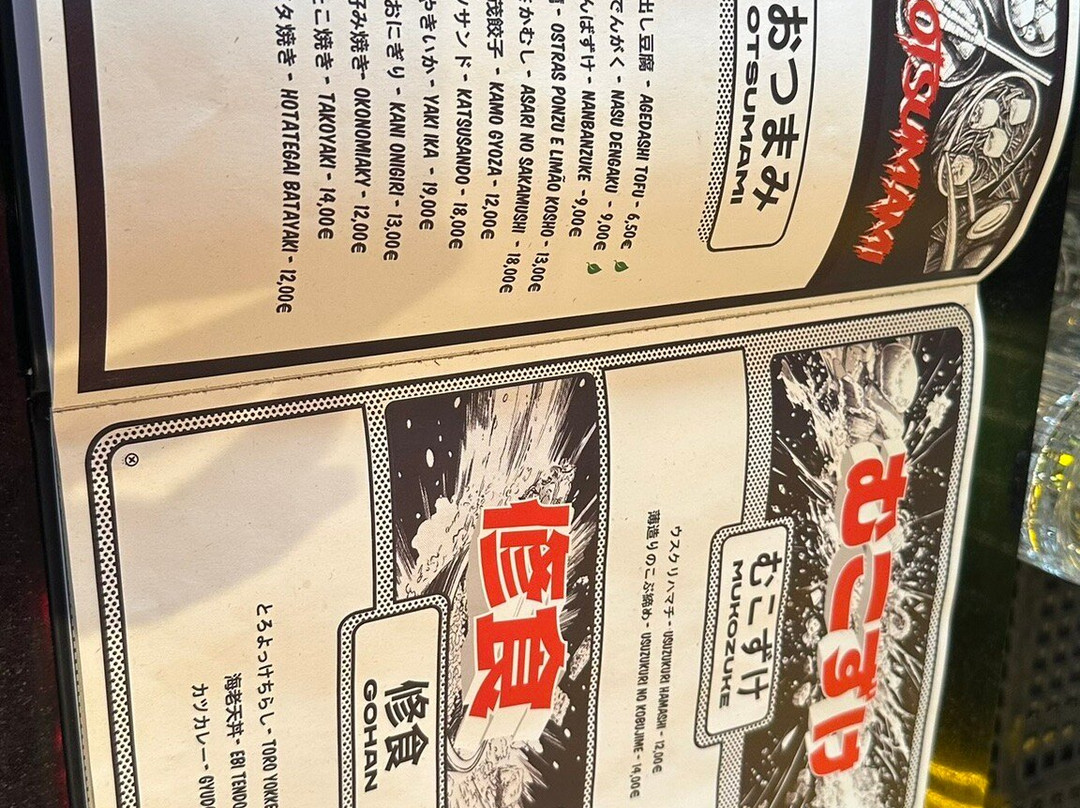 OTSUMAMI
おつまみ
OTSUMAMI
出し豆腐 - AGEDASHI TOFU - 6,50€
でんがく - NASU DENGAKU - 9,00€
んばずけ - NANBANZUKE - 9,00€
- OSTRAS PONZU E LIMÃO KOSHO - 13,00€
かむし - ASARI NO SAKAMUSHI - 18,00€
茂餃子 - KAMO GYOZA - 12,00€
ツサンド - KATSUSANDO - 18,00€
やきいか - YAKI IKA - 19,00€
おにぎり - KANI ONIGIRI - 13,00€
み焼き - OKONOMIAKY - 12,00€
こ焼き - TAKOYAKI - 14,00€
タ焼き - HOTATEGAI BATAYAKI - 12,00€
むこずけ
むこずけ
MUKOZUKE
ウスクリハマチ - USUZUKURI HAMASHI - 12,00€
薄造りのこぶ締め - USUZUKURI NO KOBUJIME - 14,00€
修食
修食
GOHAN
とろよっけちらし - TORO YOKKE
海老天丼 - EBI TENDO
カツカレー - GYUDO